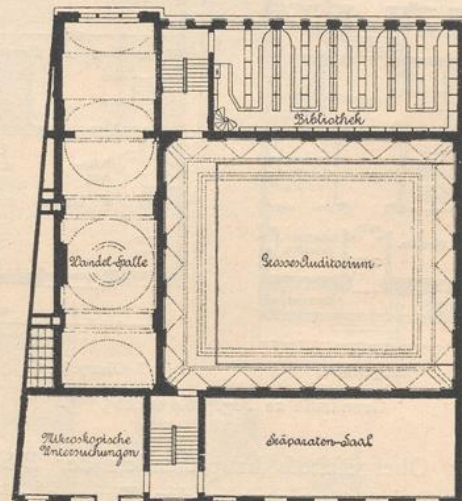 Bibliothek
Wandel-Halle
Grosses Auditorium
Mikroskopische
Untersuchungen
Präparaten-Saal